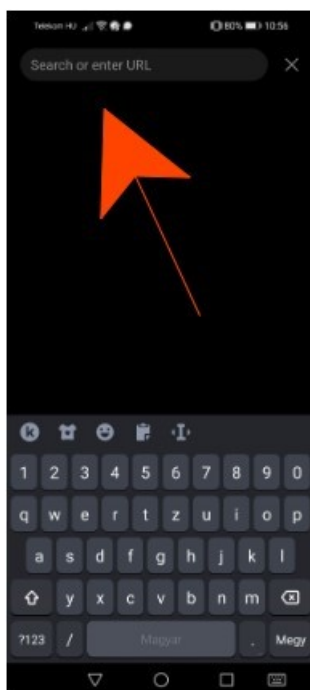 Telekom HU 80% 10:56
Search or enter URL
1 2 3 4 5 6 7 8 9 0
q w e r t z u i o p
a s d f g h j k l
y x c v b n m
?123 / Magyar . Megy